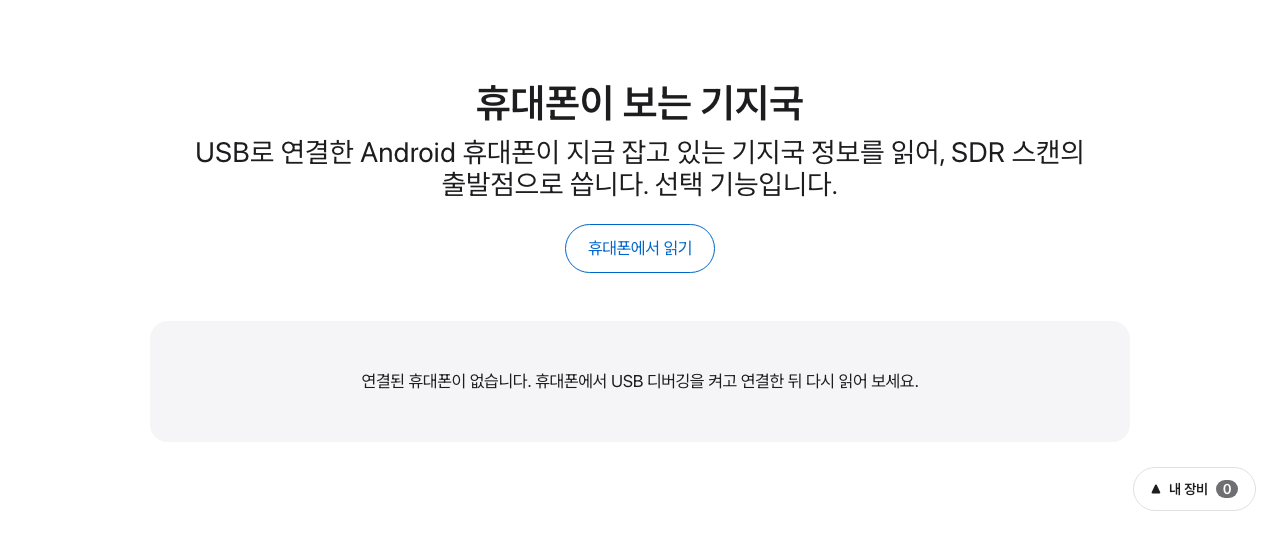 휴대폰이 보는 기지국
USB로 연결한 Android 휴대폰이 지금 잡고 있는 기지국 정보를 읽어, SDR 스캔의
출발점으로 씁니다. 선택 기능입니다.
휴대폰에서 읽기
연결된 휴대폰이 없습니다. 휴대폰에서 USB 디버깅을 켜고 연결한 뒤 다시 읽어 보세요.
▲ 내 장비 0